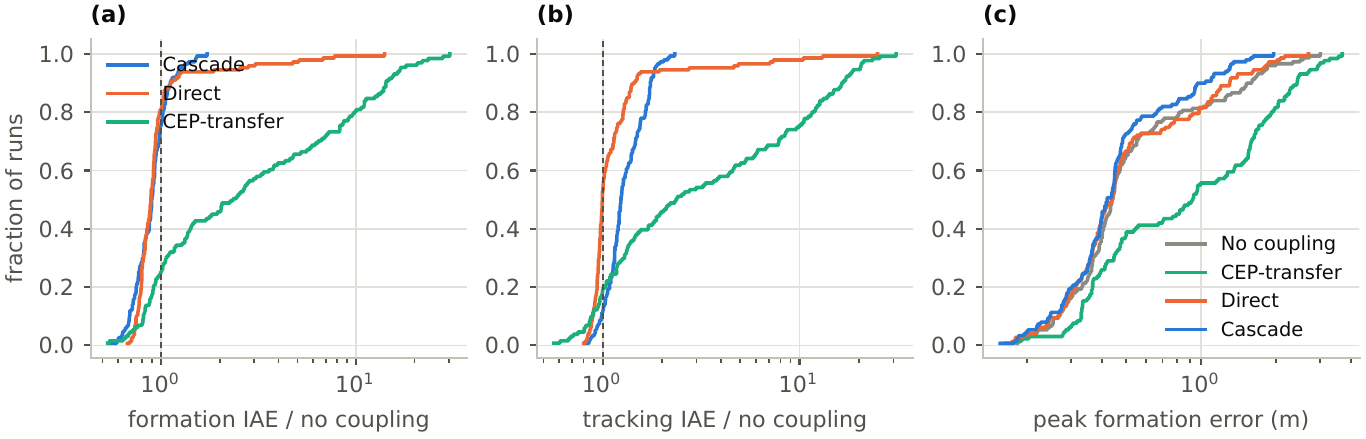 (a)
(b)
(c)
fraction of runs
1.0
0.8
0.6
0.4
0.2
0.0
Cascade
Direct
CEP-transfer
10⁰
10¹
formation IAE / no coupling
1.0
0.8
0.6
0.4
0.2
0.0
10⁰
10¹
tracking IAE / no coupling
1.0
0.8
0.6
0.4
0.2
0.0
No coupling
CEP-transfer
Direct
Cascade
10⁰
peak formation error (m)